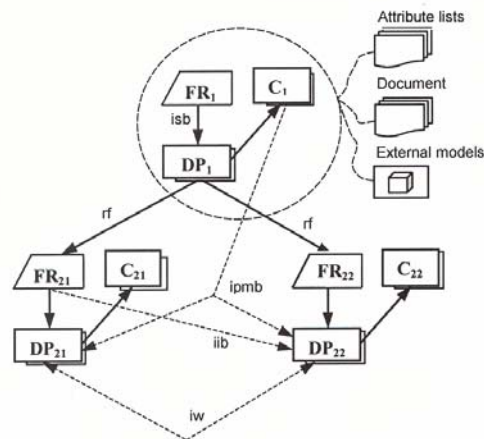 Attribute lists
FR₁
C₁
isb
Document
DP₁
External models
rf
rf
FR₂₁
C₂₁
ipmb
FR₂₂
C₂₂
DP₂₁
iib
DP₂₂
iw